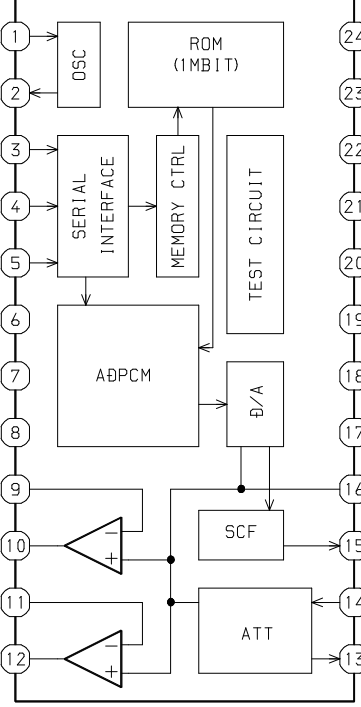 1
OSC
ROM
(1MBIT)
24
2
23
3
SERIAL
INTERFACE
MEMORY CTRL
TEST CIRCUIT
22
4
21
5
20
6
19
7
ADPCM
D/A
18
8
17
9
16
10
−
+
SCF
15
11
14
12
−
+
ATT
13